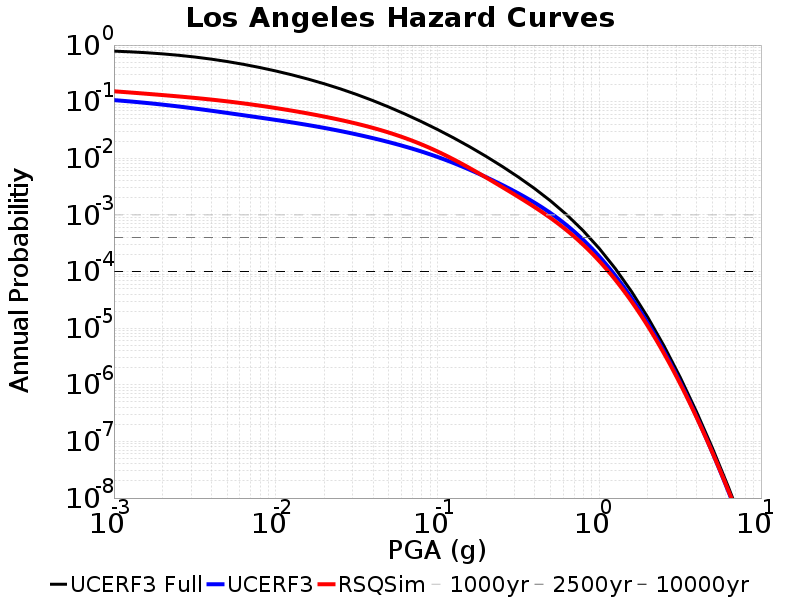 Los Angeles Hazard Curves
Annual Probabilitiy
10^0
10^-1
10^-2
10^-3
10^-4
10^-5
10^-6
10^-7
10^-8
10^-3 10^-2 10^-1 10^0 10^1
PGA (g)
UCERF3 Full UCERF3 RSQSim 1000yr 2500yr 10000yr